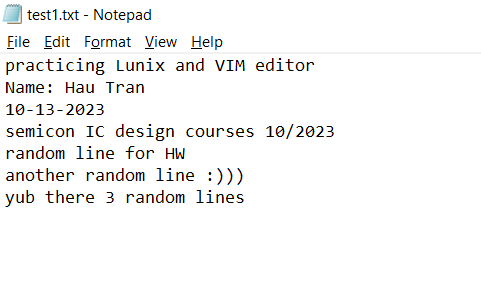 test1.txt - Notepad
File Edit Format View Help
practicing Lunix and VIM editor
Name: Hau Tran
10-13-2023
semicon IC design courses 10/2023
random line for HW
another random line :)))
yub there 3 random lines